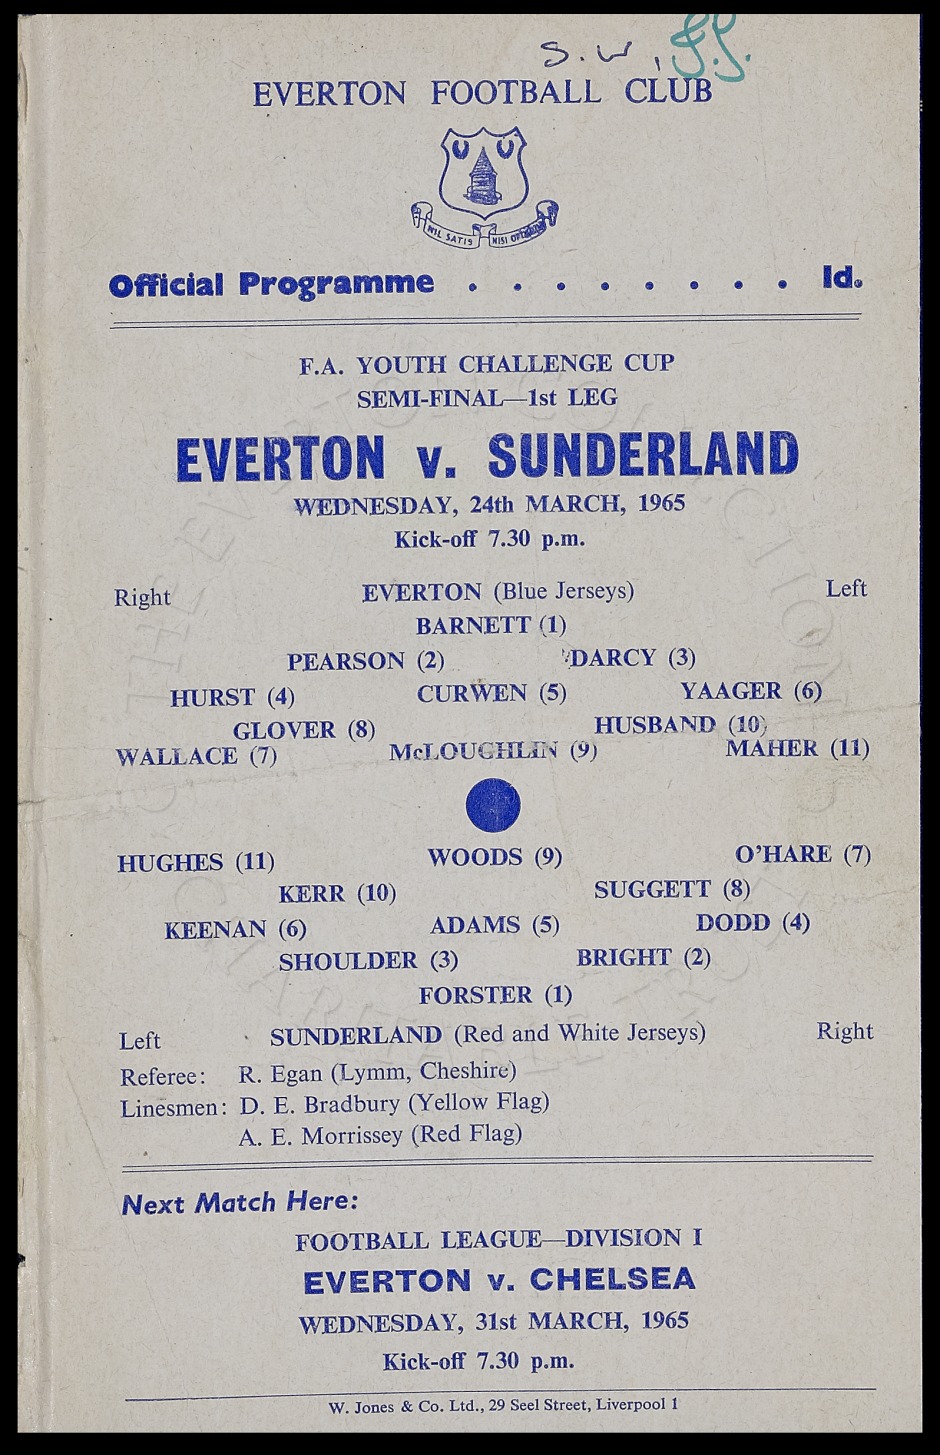 S. W, J.J.
EVERTON FOOTBALL CLUB
NIL SATIS NISI OPTIMUM
Official Programme . . . . . . . . 1d.
F.A. YOUTH CHALLENGE CUP
SEMI-FINAL—1st LEG
EVERTON v. SUNDERLAND
WEDNESDAY, 24th MARCH, 1965
Kick-off 7.30 p.m.
Right EVERTON (Blue Jerseys) Left
BARNETT (1)
PEARSON (2) DARCY (3)
HURST (4) CURWEN (5) YAAGER (6)
GLOVER (8) HUSBAND (10)
WALLACE (7) McLOUGHLIN (9) MAHER (11)
HUGHES (11) WOODS (9) O'HARE (7)
KERR (10) SUGGETT (8)
KEENAN (6) ADAMS (5) DODD (4)
SHOULDER (3) BRIGHT (2)
FORSTER (1)
Left SUNDERLAND (Red and White Jerseys) Right
Referee: R. Egan (Lymm, Cheshire)
Linesmen: D. E. Bradbury (Yellow Flag)
A. E. Morrissey (Red Flag)
Next Match Here:
FOOTBALL LEAGUE—DIVISION I
EVERTON v. CHELSEA
WEDNESDAY, 31st MARCH, 1965
Kick-off 7.30 p.m.
W. Jones & Co. Ltd., 29 Seel Street, Liverpool 1